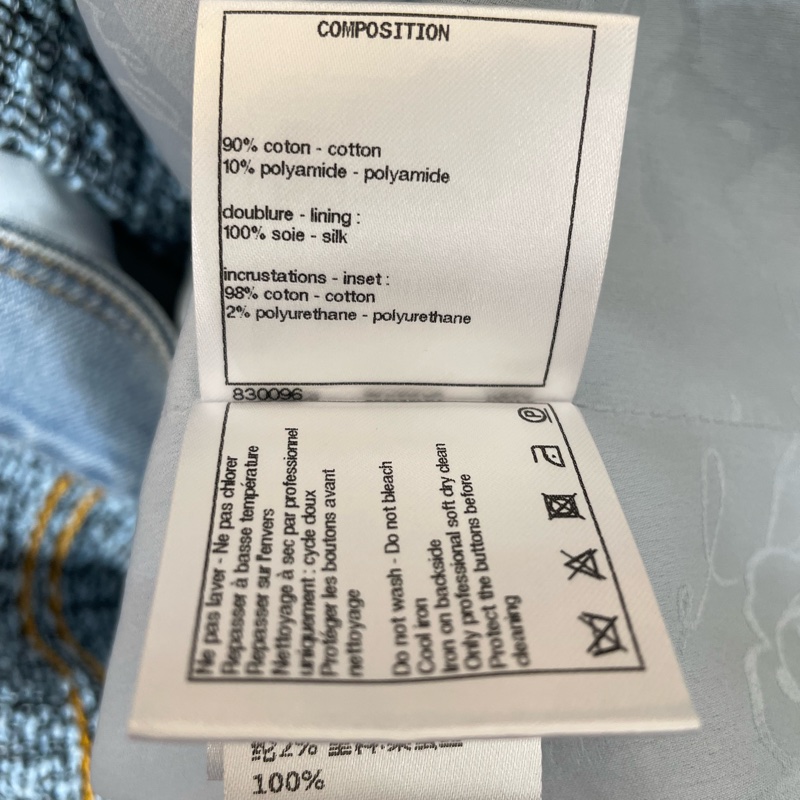 COMPOSITION
90% coton - cotton
10% polyamide - polyamide
doublure - lining :
100% soie - silk
incrustations - inset :
98% coton - cotton
2% polyurethane - polyurethane
830096
Ne pas laver - Ne pas chlorer
Repasser à basse température
Repasser sur l'envers
Nettoyage à sec par professionnel
uniquement : cycle doux
Protéger les boutons avant
nettoyage
Do not wash - Do not bleach
Cool iron
Iron on backside
Only professional soft dry clean
Protect the buttons before
cleaning
P
2%
100%